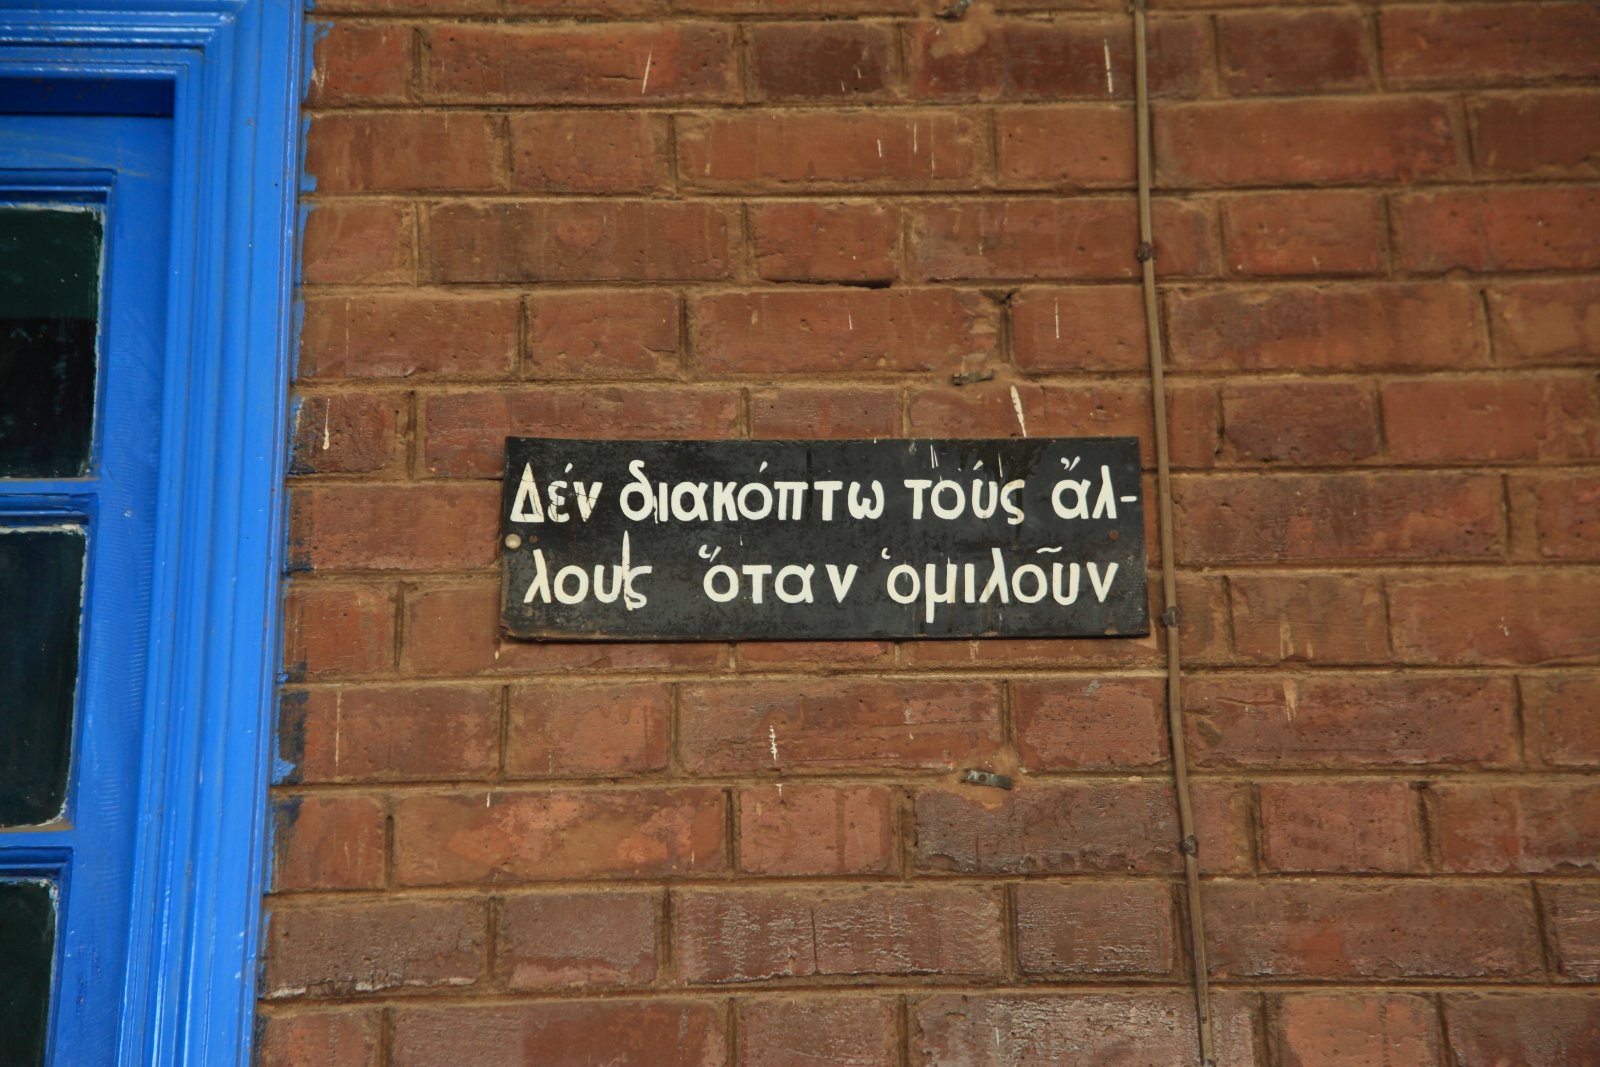 Δέν διακόπτω τούς ἄλ-
λους ὅταν ὁμιλοῦν